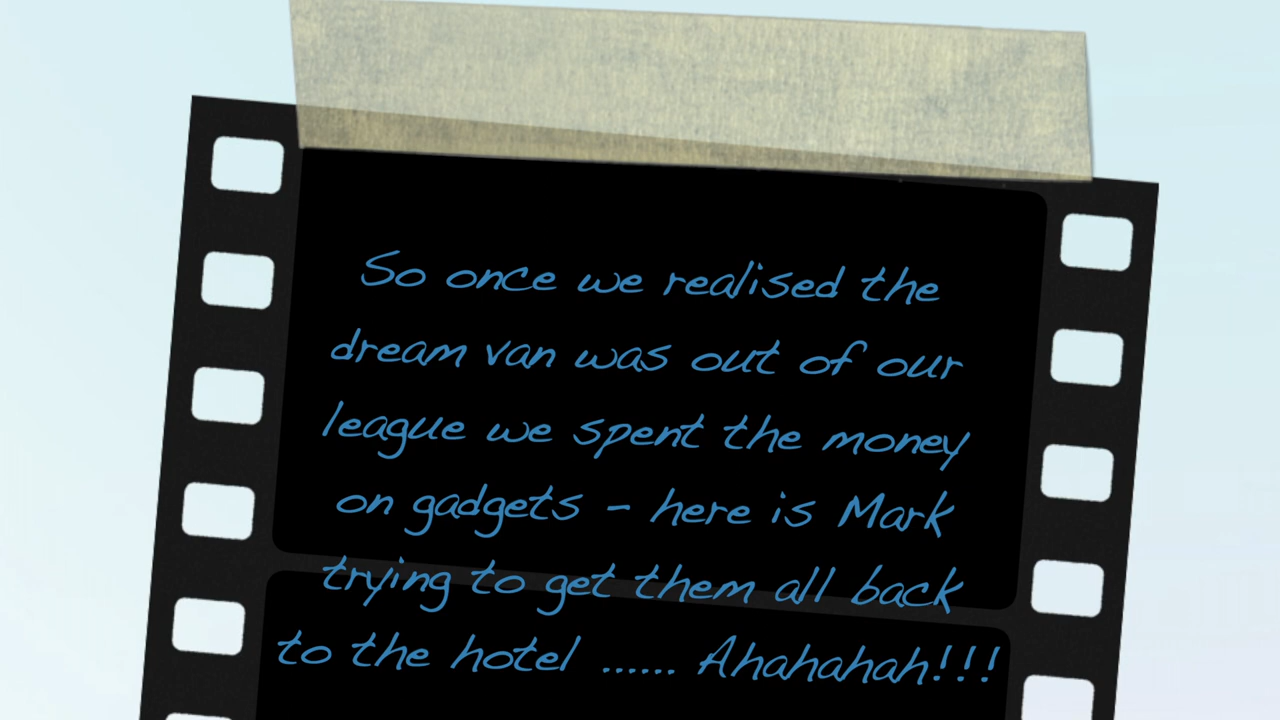 So once we realised the
dream van was out of our
league we spent the money
on gadgets - here is Mark
trying to get them all back
to the hotel ...... Ahahahah!!!